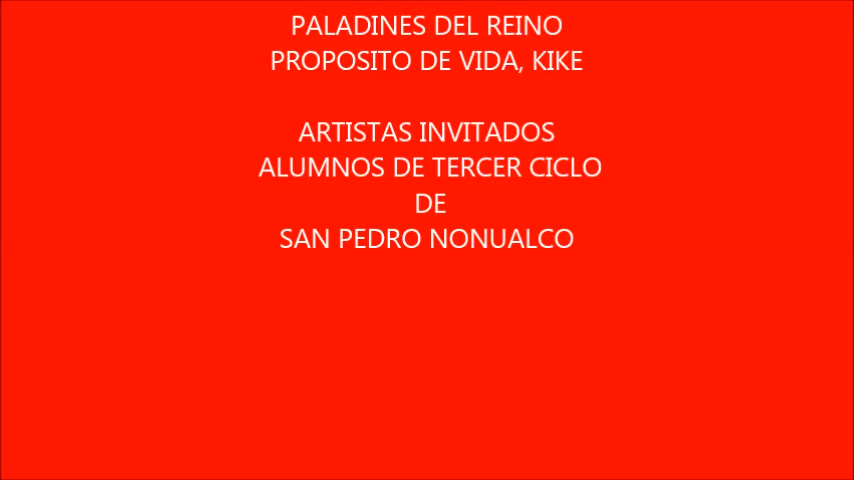 PALADINES DEL REINO
PROPOSITO DE VIDA, KIKE
ARTISTAS INVITADOS
ALUMNOS DE TERCER CICLO
DE
SAN PEDRO NONUALCO